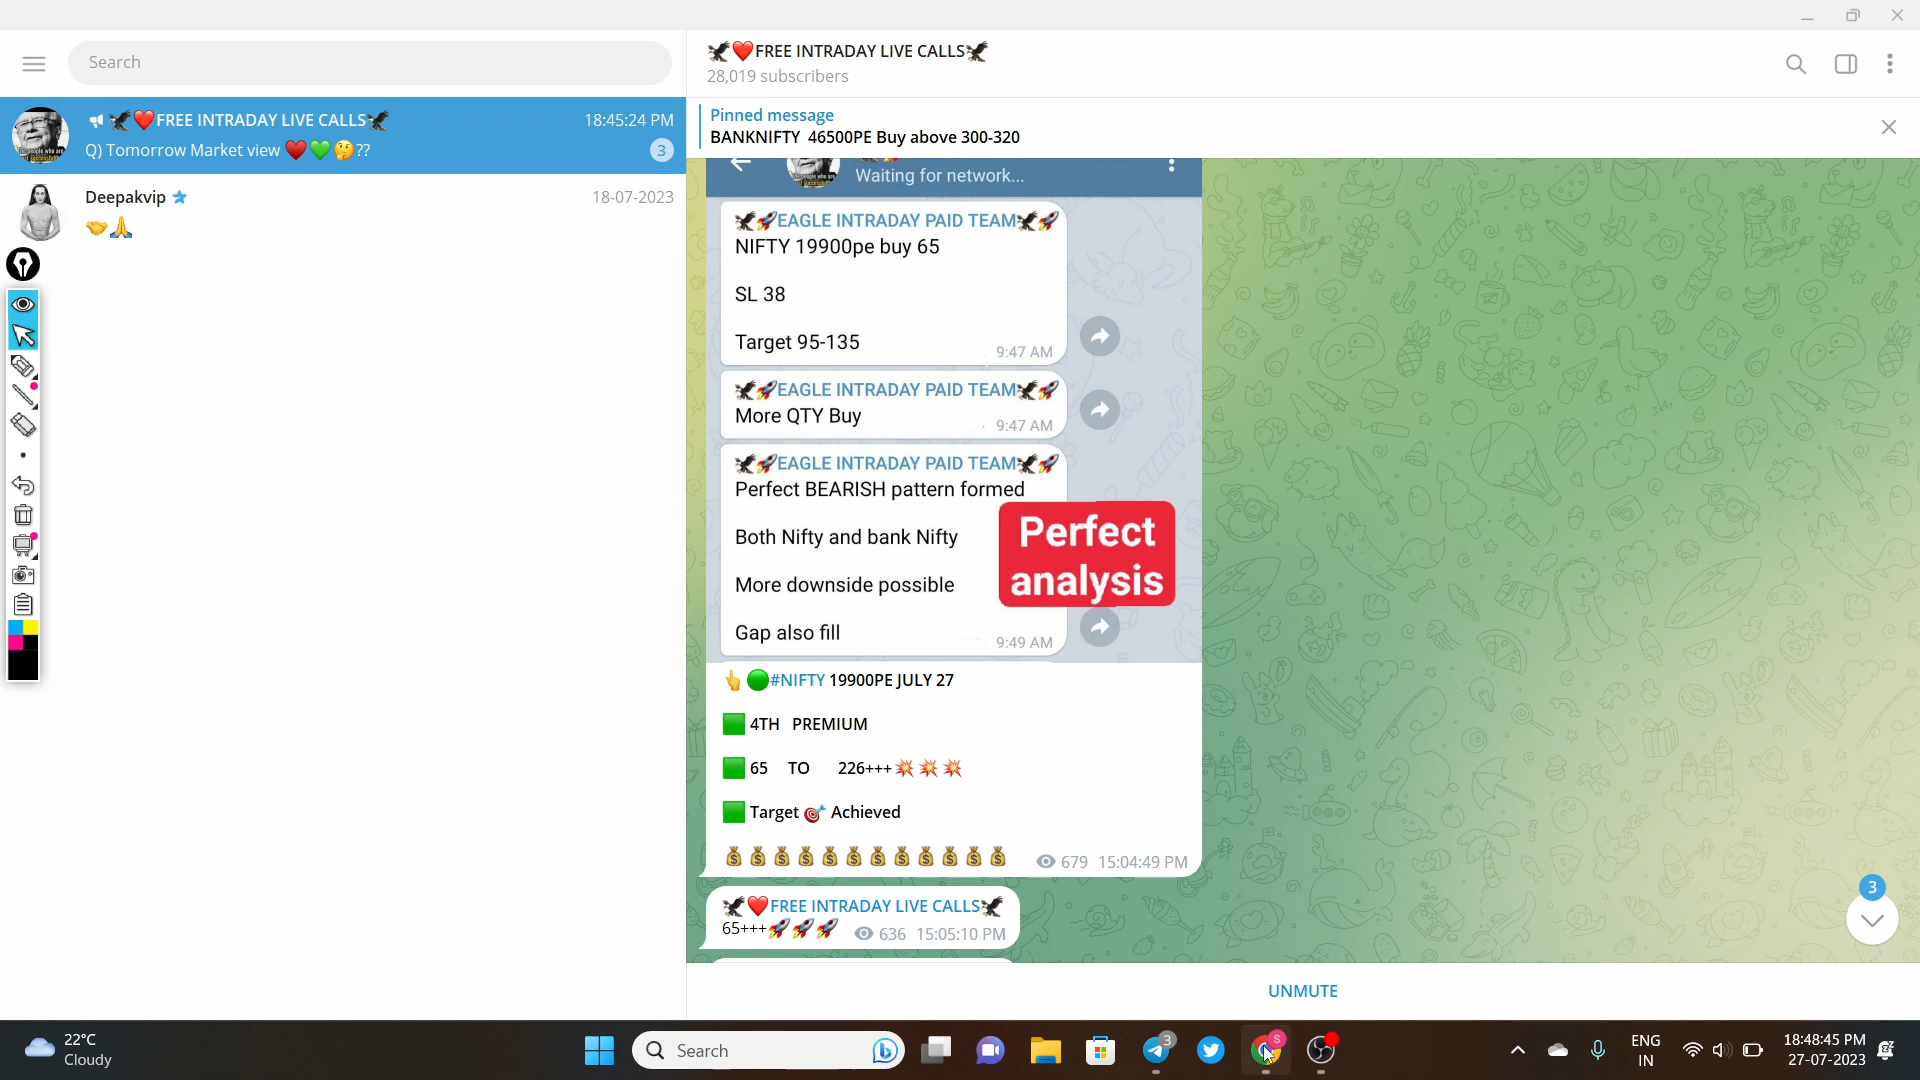 Search
🦅❤️FREE INTRADAY LIVE CALLS🦅
18:45:24 PM
Q) Tomorrow Market view ❤️💚🤔??
3
Deepakvip
18-07-2023
🤝🙏
🦅❤️FREE INTRADAY LIVE CALLS🦅
28,019 subscribers
Pinned message
BANKNIFTY 46500PE Buy above 300-320
Waiting for network...
🦅🚀EAGLE INTRADAY PAID TEAM🦅🚀
NIFTY 19900pe buy 65
SL 38
Target 95-135
9:47 AM
🦅🚀EAGLE INTRADAY PAID TEAM🦅🚀
More QTY Buy
9:47 AM
🦅🚀EAGLE INTRADAY PAID TEAM🦅🚀
Perfect BEARISH pattern formed
Both Nifty and bank Nifty
More downside possible
Gap also fill
9:49 AM
Perfect
analysis
👆🟢#NIFTY 19900PE JULY 27
🟩4TH PREMIUM
🟩65 TO 226+++💥💥💥
🟩Target 🎯 Achieved
💰💰💰💰💰💰💰💰💰💰💰💰
679 15:04:49 PM
🦅❤️FREE INTRADAY LIVE CALLS🦅
65+++🚀🚀🚀 636 15:05:10 PM
3
UNMUTE
22°C
Cloudy
Search
3
S
ENG
IN
18:48:45 PM
27-07-2023